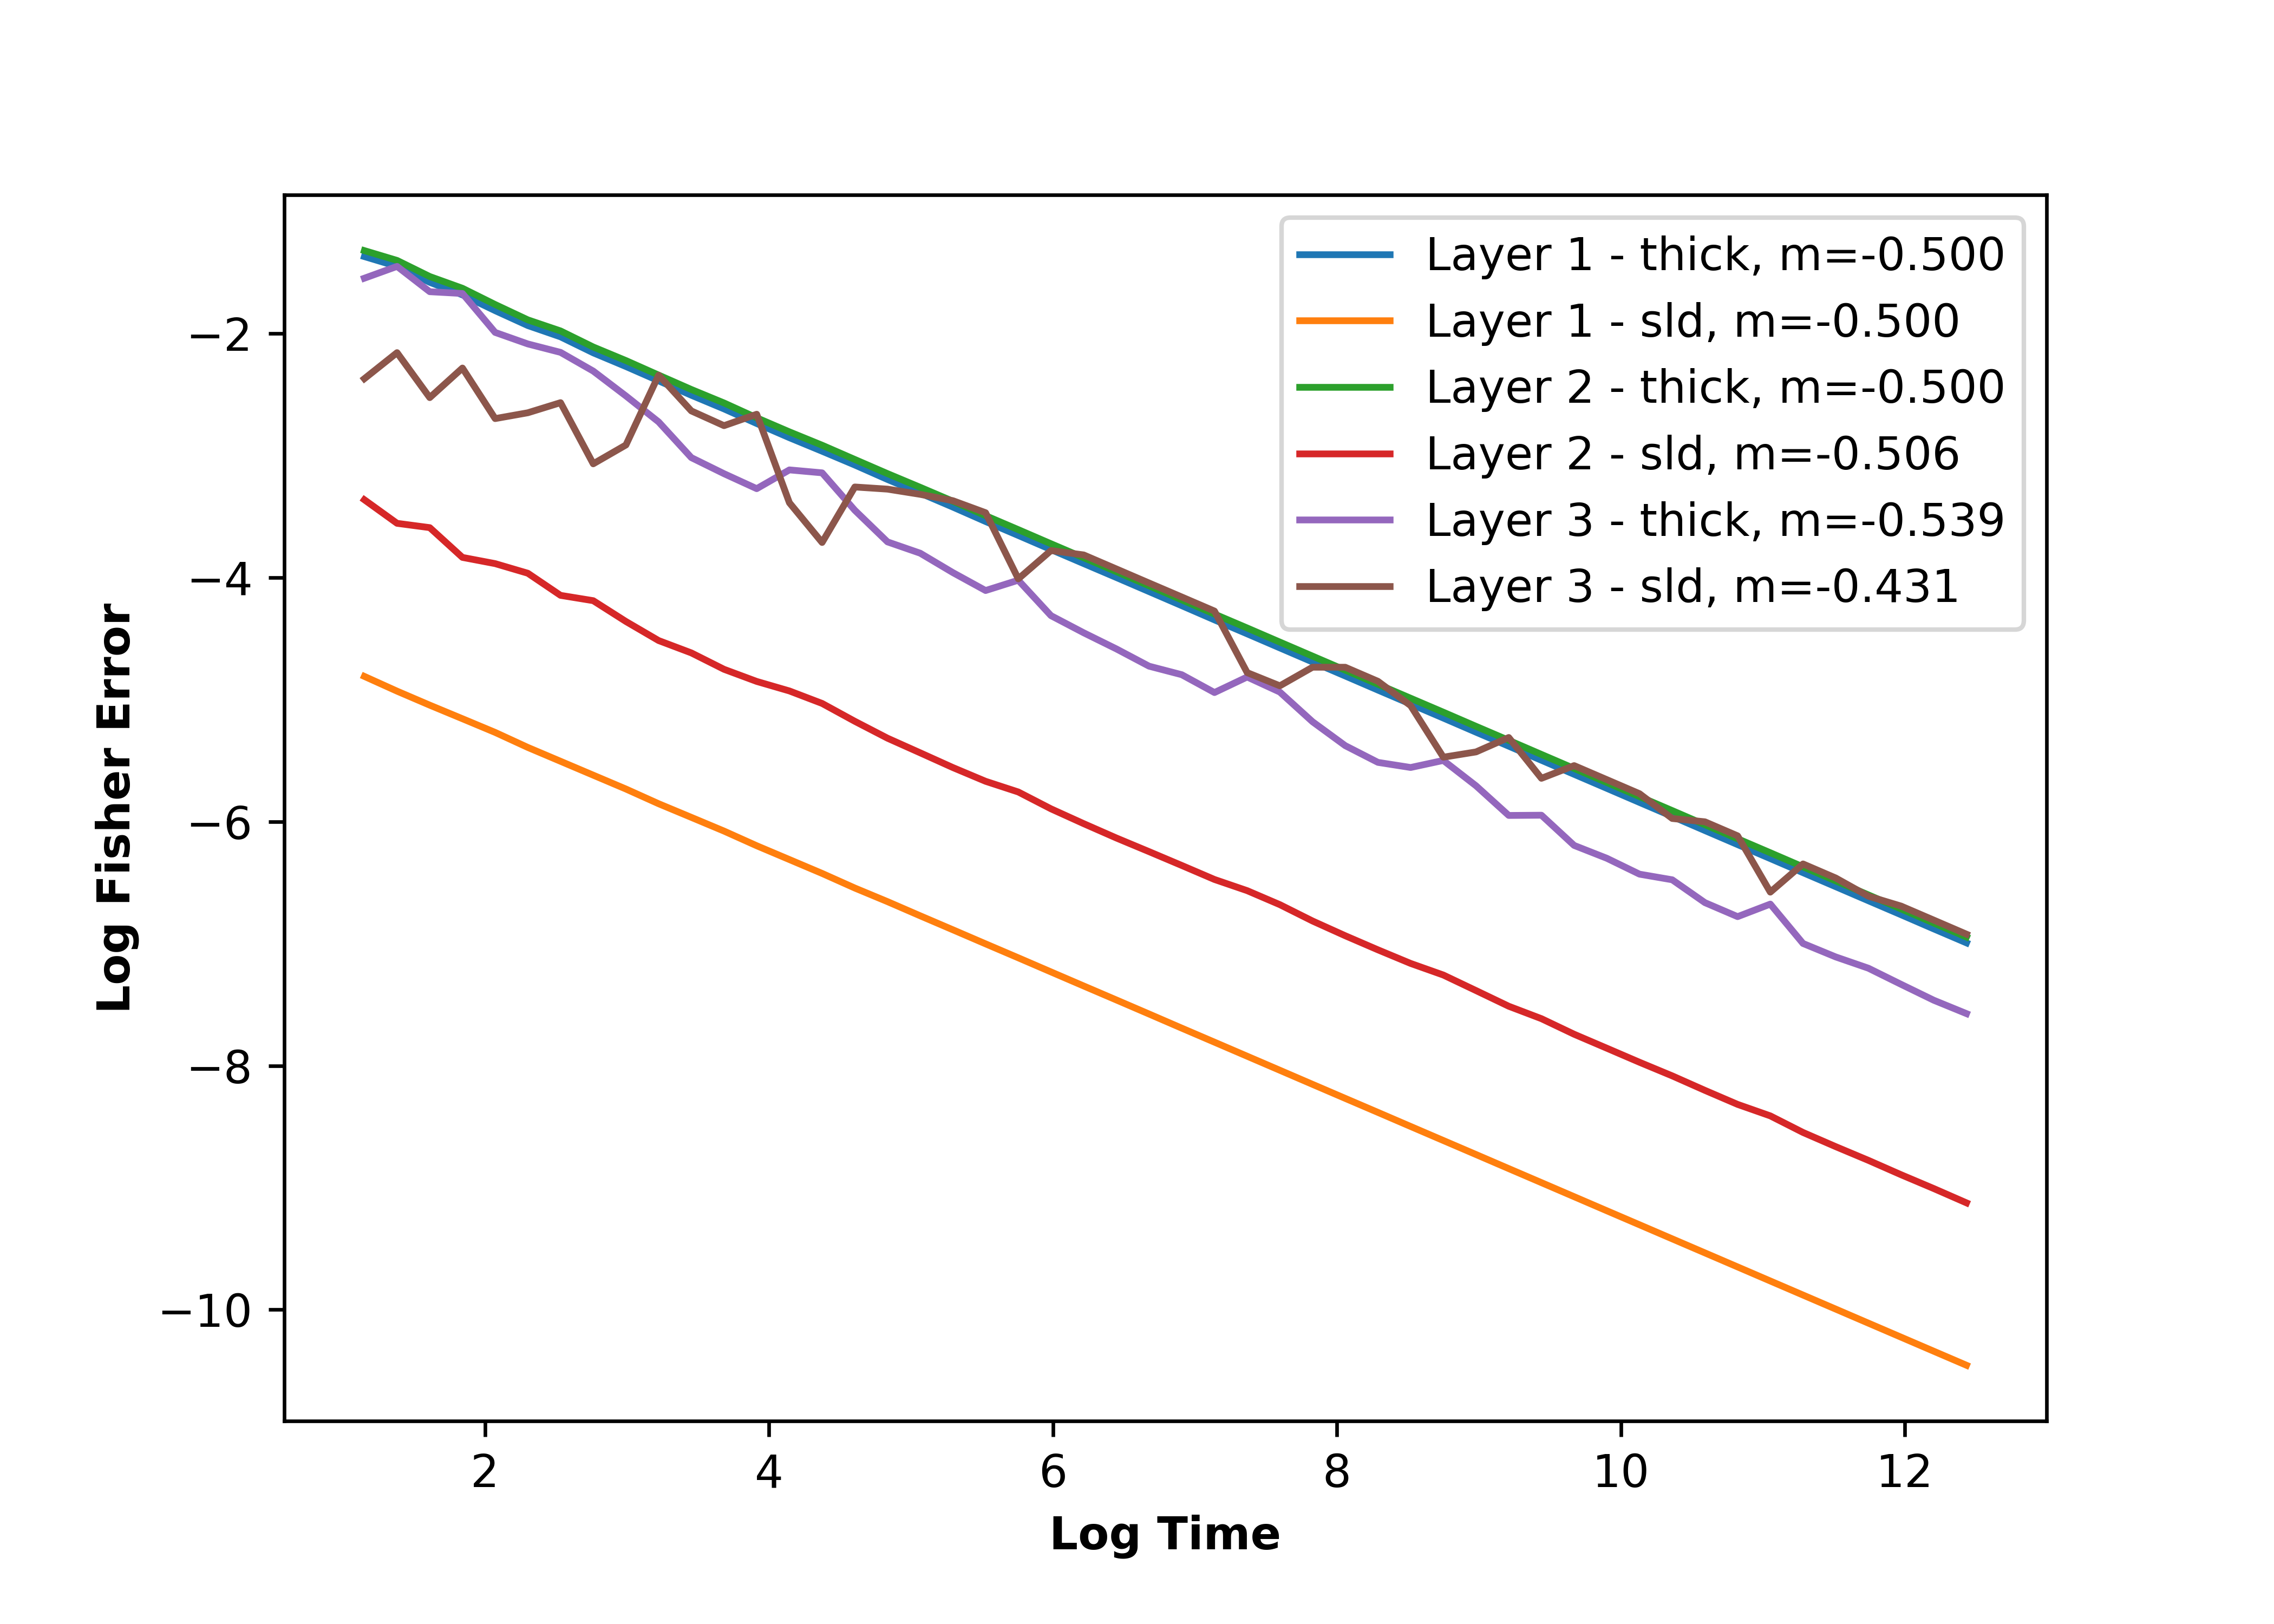 Layer 1 - thick, m=-0.500
Layer 1 - sld, m=-0.500
Layer 2 - thick, m=-0.500
Layer 2 - sld, m=-0.506
Layer 3 - thick, m=-0.539
Layer 3 - sld, m=-0.431
−2
−4
−6
−8
−10
Log Fisher Error
2 4 6 8 10 12
Log Time